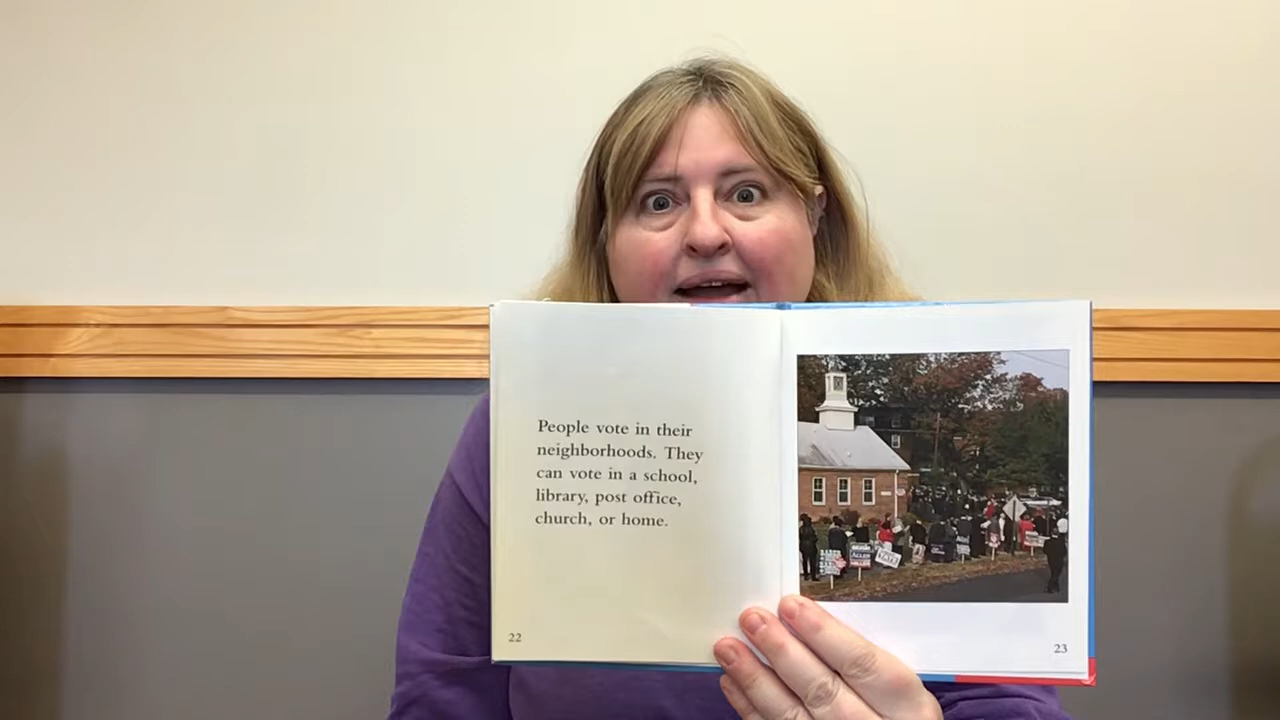 People vote in their
neighborhoods. They
can vote in a school,
library, post office,
church, or home.
22
23